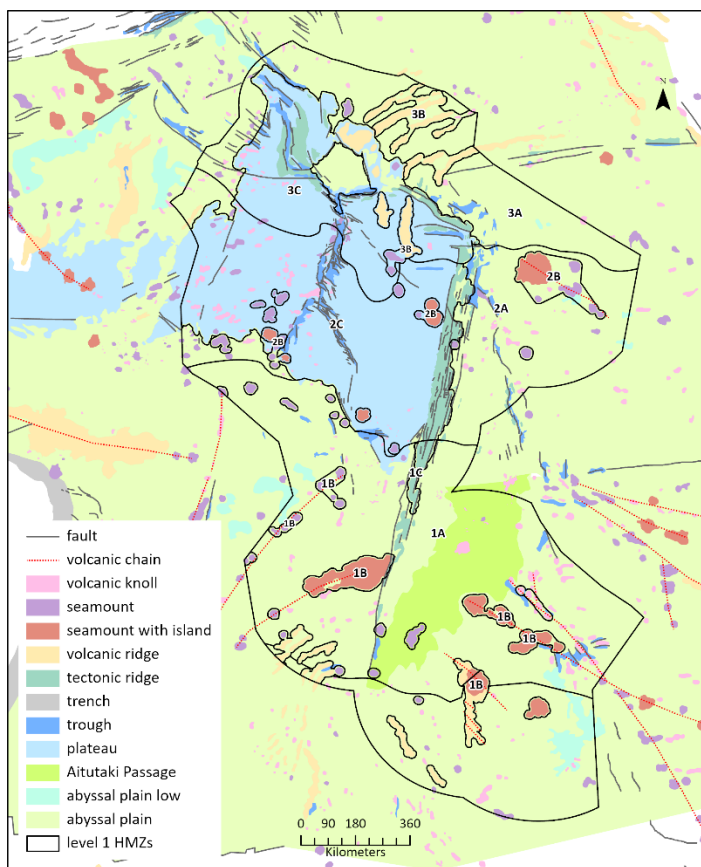 N
3B
3C
3A
3B
2B
2A
2B
2C
2B
1C
1B
1B
1A
1B
1B
1B
1B
fault
volcanic chain
volcanic knoll
seamount
seamount with island
volcanic ridge
tectonic ridge
trench
trough
plateau
Aitutaki Passage
abyssal plain low
abyssal plain
level 1 HMZs
0 90 180 360
Kilometers